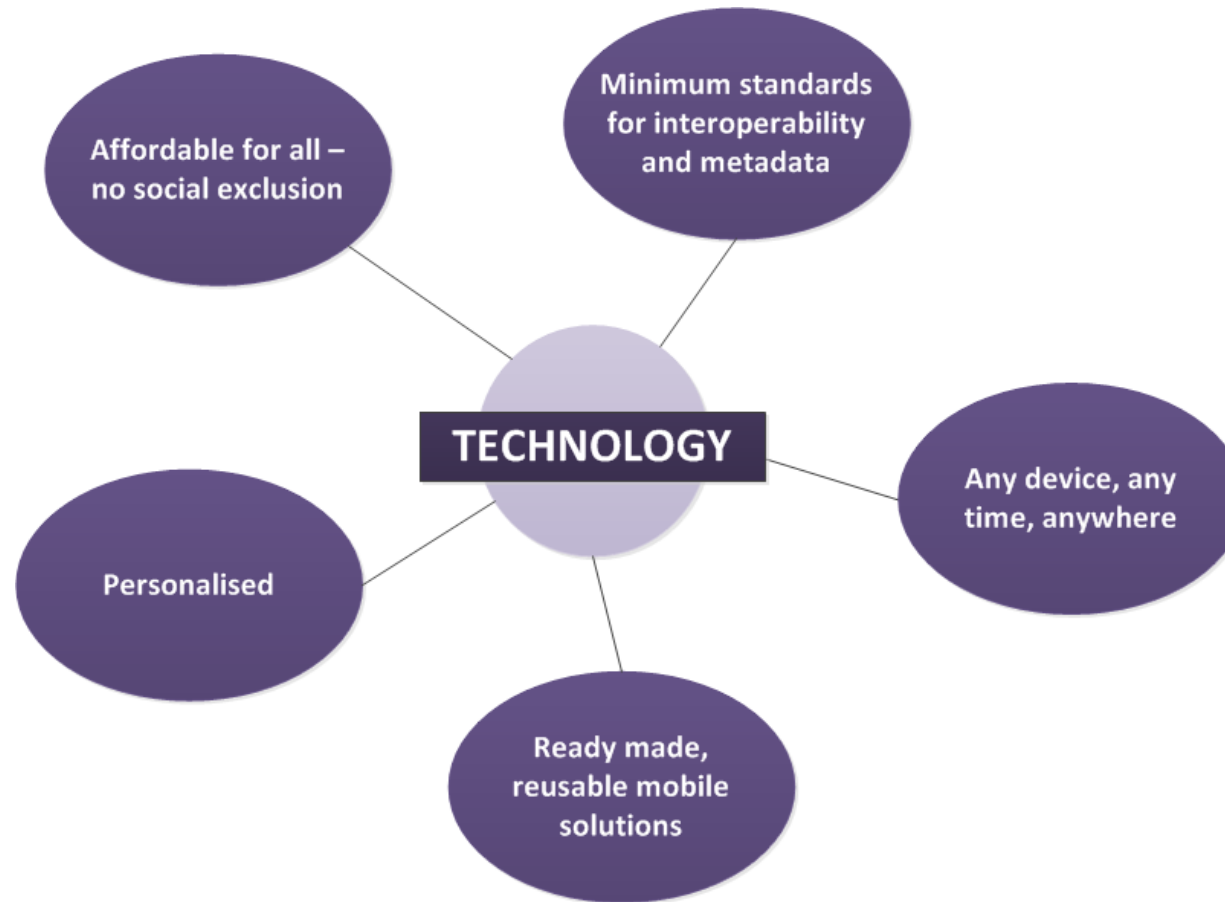 Minimum standards
for interoperability
and metadata
Affordable for all –
no social exclusion
TECHNOLOGY
Any device, any
time, anywhere
Personalised
Ready made,
reusable mobile
solutions